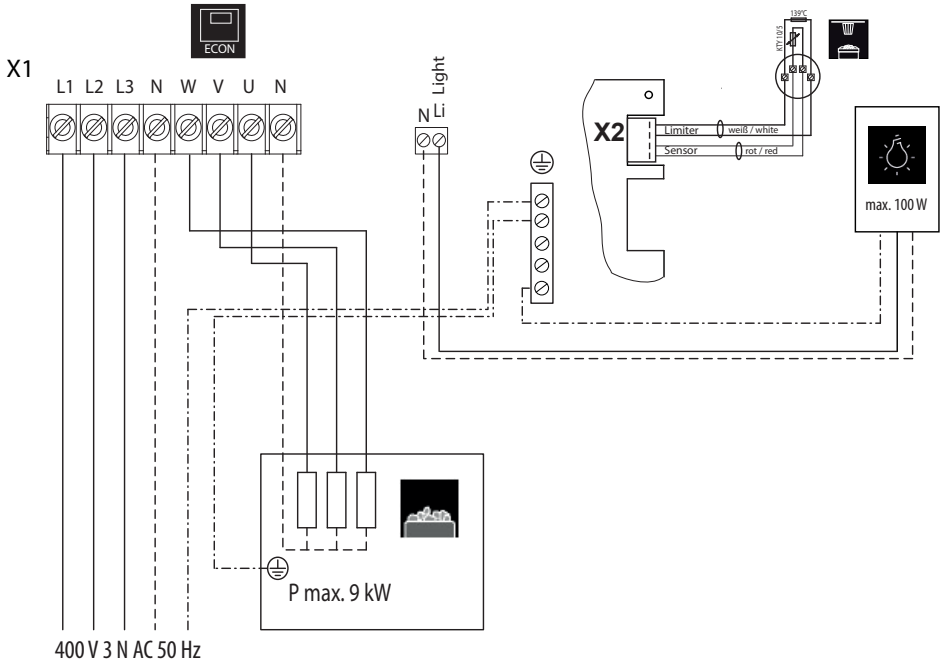 ECON
X1
L1 L2 L3 N W V U N
N Li Light
139°C
KTY 10/5
X2
Limiter weiß / white
Sensor rot / red
max. 100 W
P max. 9 kW
400 V 3 N AC 50 Hz